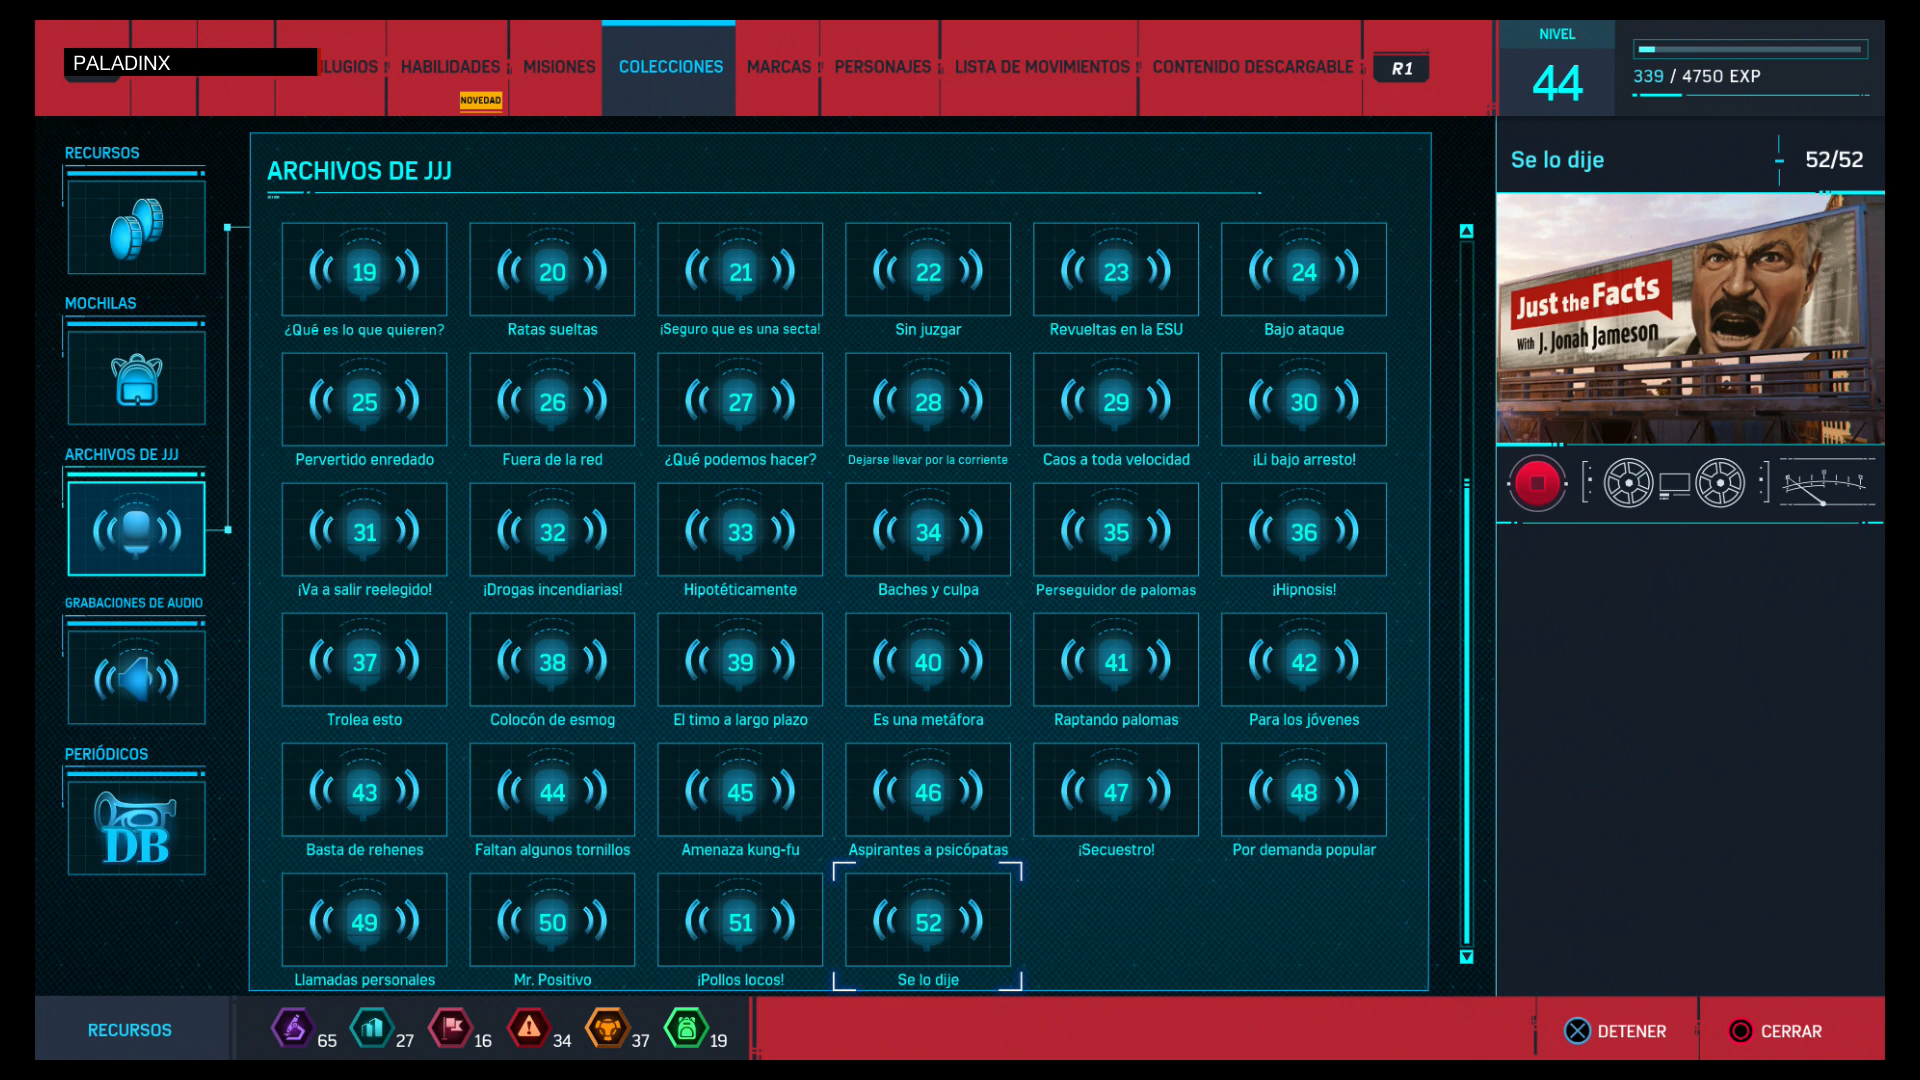 PALADINX
HABILIDADES
MISIONES
COLECCIONES
MARCAS
PERSONAJES
LISTA DE MOVIMIENTOS
CONTENIDO DESCARGABLE
R1
NOVEDAD
NIVEL
44
339 / 4750 EXP
RECURSOS
MOCHILAS
ARCHIVOS DE JJJ
GRABACIONES DE AUDIO
PERIÓDICOS
DB
ARCHIVOS DE JJJ
19
20
21
22
23
24
¿Qué es lo que quieren?
Ratas sueltas
¡Seguro que es una secta!
Sin juzgar
Revueltas en la ESU
Bajo ataque
25
26
27
28
29
30
Pervertido enredado
Fuera de la red
¿Qué podemos hacer?
Dejarse llevar por la corriente
Caos a toda velocidad
¡Li bajo arresto!
31
32
33
34
35
36
¡Va a salir reelegido!
¡Drogas incendiarias!
Hipotéticamente
Baches y culpa
Perseguidor de palomas
¡Hipnosis!
37
38
39
40
41
42
Trolea esto
Colocón de esmog
El timo a largo plazo
Es una metáfora
Raptando palomas
Para los jóvenes
43
44
45
46
47
48
Basta de rehenes
Faltan algunos tornillos
Amenaza kung-fu
Aspirantes a psicópatas
¡Secuestro!
Por demanda popular
49
50
51
52
Llamadas personales
Mr. Positivo
¡Pollos locos!
Se lo dije
Se lo dije
52/52
Just the Facts
With J. Jonah Jameson
RECURSOS
65
27
16
34
37
19
DETENER
CERRAR